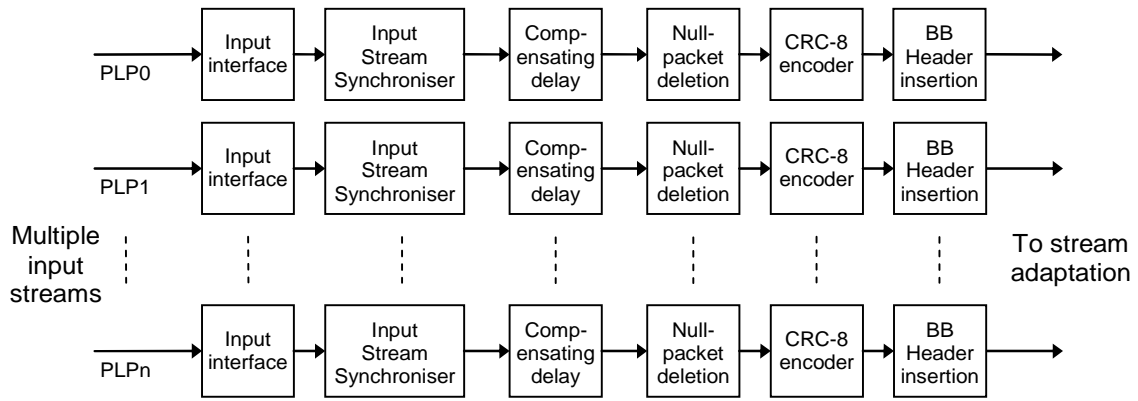 Input
interface
Input
Stream
Synchroniser
Comp-
ensating
delay
Null-
packet
deletion
CRC-8
encoder
BB
Header
insertion
PLP0
Input
interface
Input
Stream
Synchroniser
Comp-
ensating
delay
Null-
packet
deletion
CRC-8
encoder
BB
Header
insertion
PLP1
Multiple
input
streams
To stream
adaptation
Input
interface
Input
Stream
Synchroniser
Comp-
ensating
delay
Null-
packet
deletion
CRC-8
encoder
BB
Header
insertion
PLPn